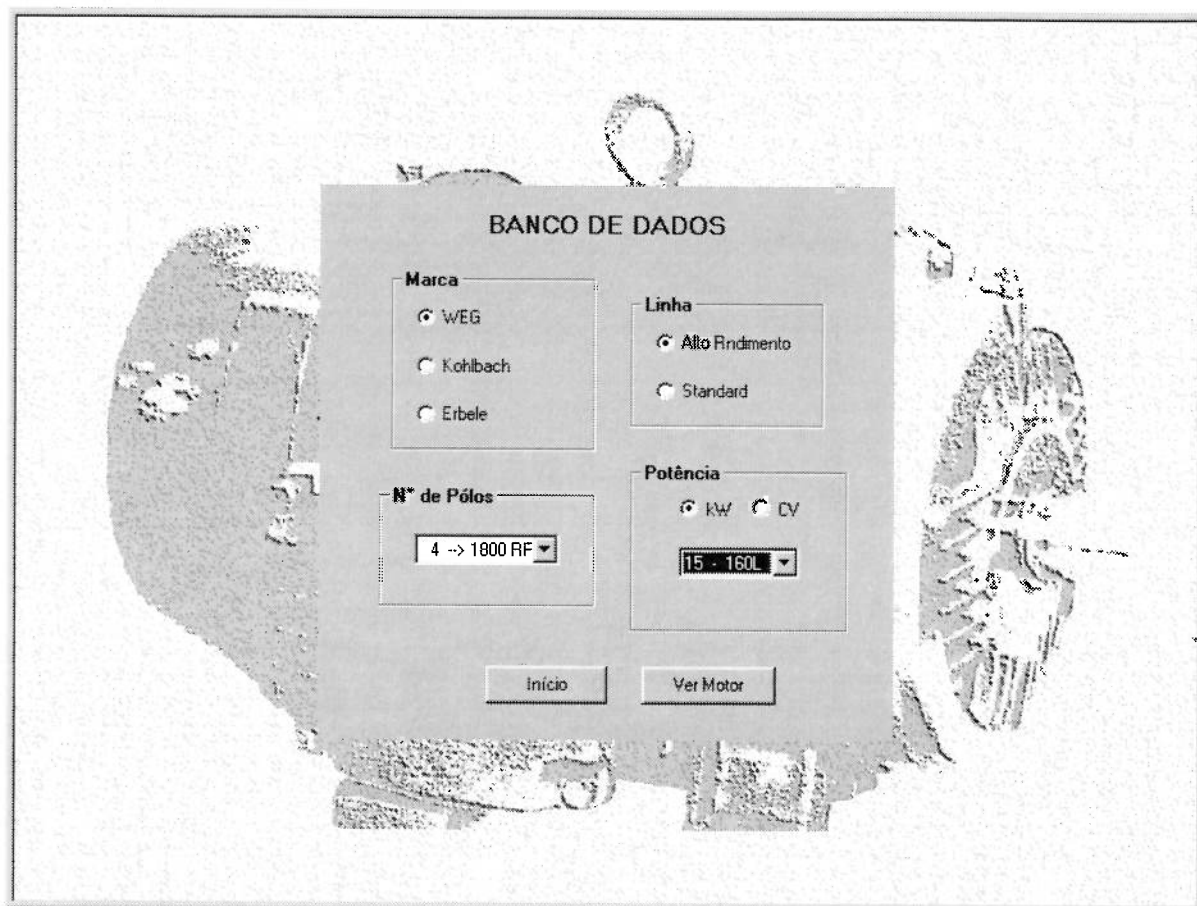 BANCO DE DADOS
Marca
WEG
Kohlbach
Erbele
Linha
Alto Rndimento
Standard
N° de Pólos
4 --> 1800 RF
Potência
kW CV
15 - 160L
Início
Ver Motor